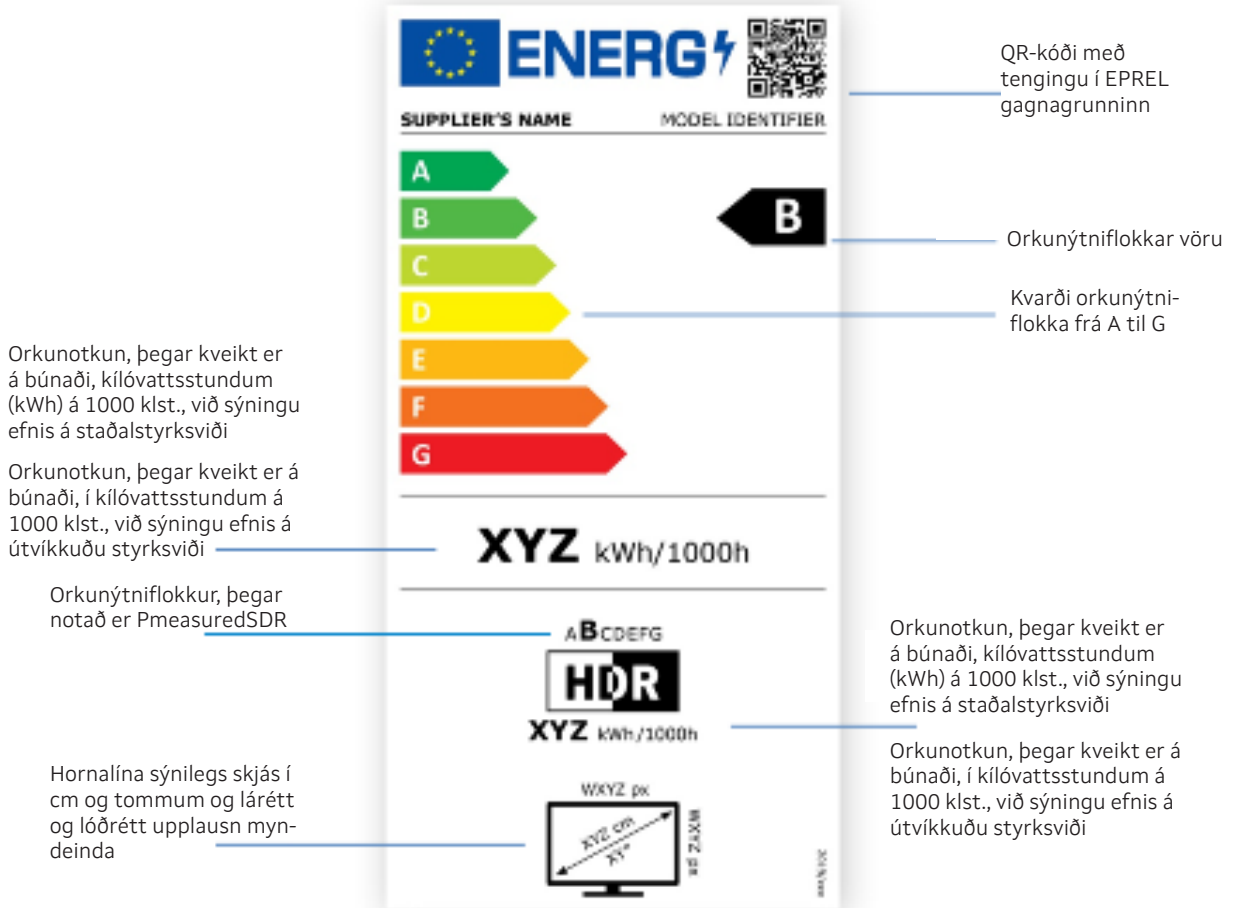 ENERG
SUPPLIER'S NAME MODEL IDENTIFIER
QR-kóði með
tengingu í EPREL
gagnagrunninn
A
B
C
D
E
F
G
B
Orkunýtniflokkar vöru
Kvarði orkunýtni-
flokka frá A til G
Orkunotkun, þegar kveikt er
á búnaði, kílóvattsstundum
(kWh) á 1000 klst., við sýningu
efnis á staðalstyrksviði
Orkunotkun, þegar kveikt er á
búnaði, í kílóvattsstundum á
1000 klst., við sýningu efnis á
útvíkkuðu styrksviði
XYZ kWh/1000h
Orkunýtniflokkur, þegar
notað er PmeasuredSDR
ABCDEFG
HDR
XYZ kWh/1000h
Orkunotkun, þegar kveikt er
á búnaði, kílóvattsstundum
(kWh) á 1000 klst., við sýningu
efnis á staðalstyrksviði
Orkunotkun, þegar kveikt er á
búnaði, í kílóvattsstundum á
1000 klst., við sýningu efnis á
útvíkkuðu styrksviði
Hornalína sýnilegs skjás í
cm og tommum og lárétt
og lóðrétt upplausn myn-
deinda
WXYZ px
XYZ cm
XY"
WXYZ px